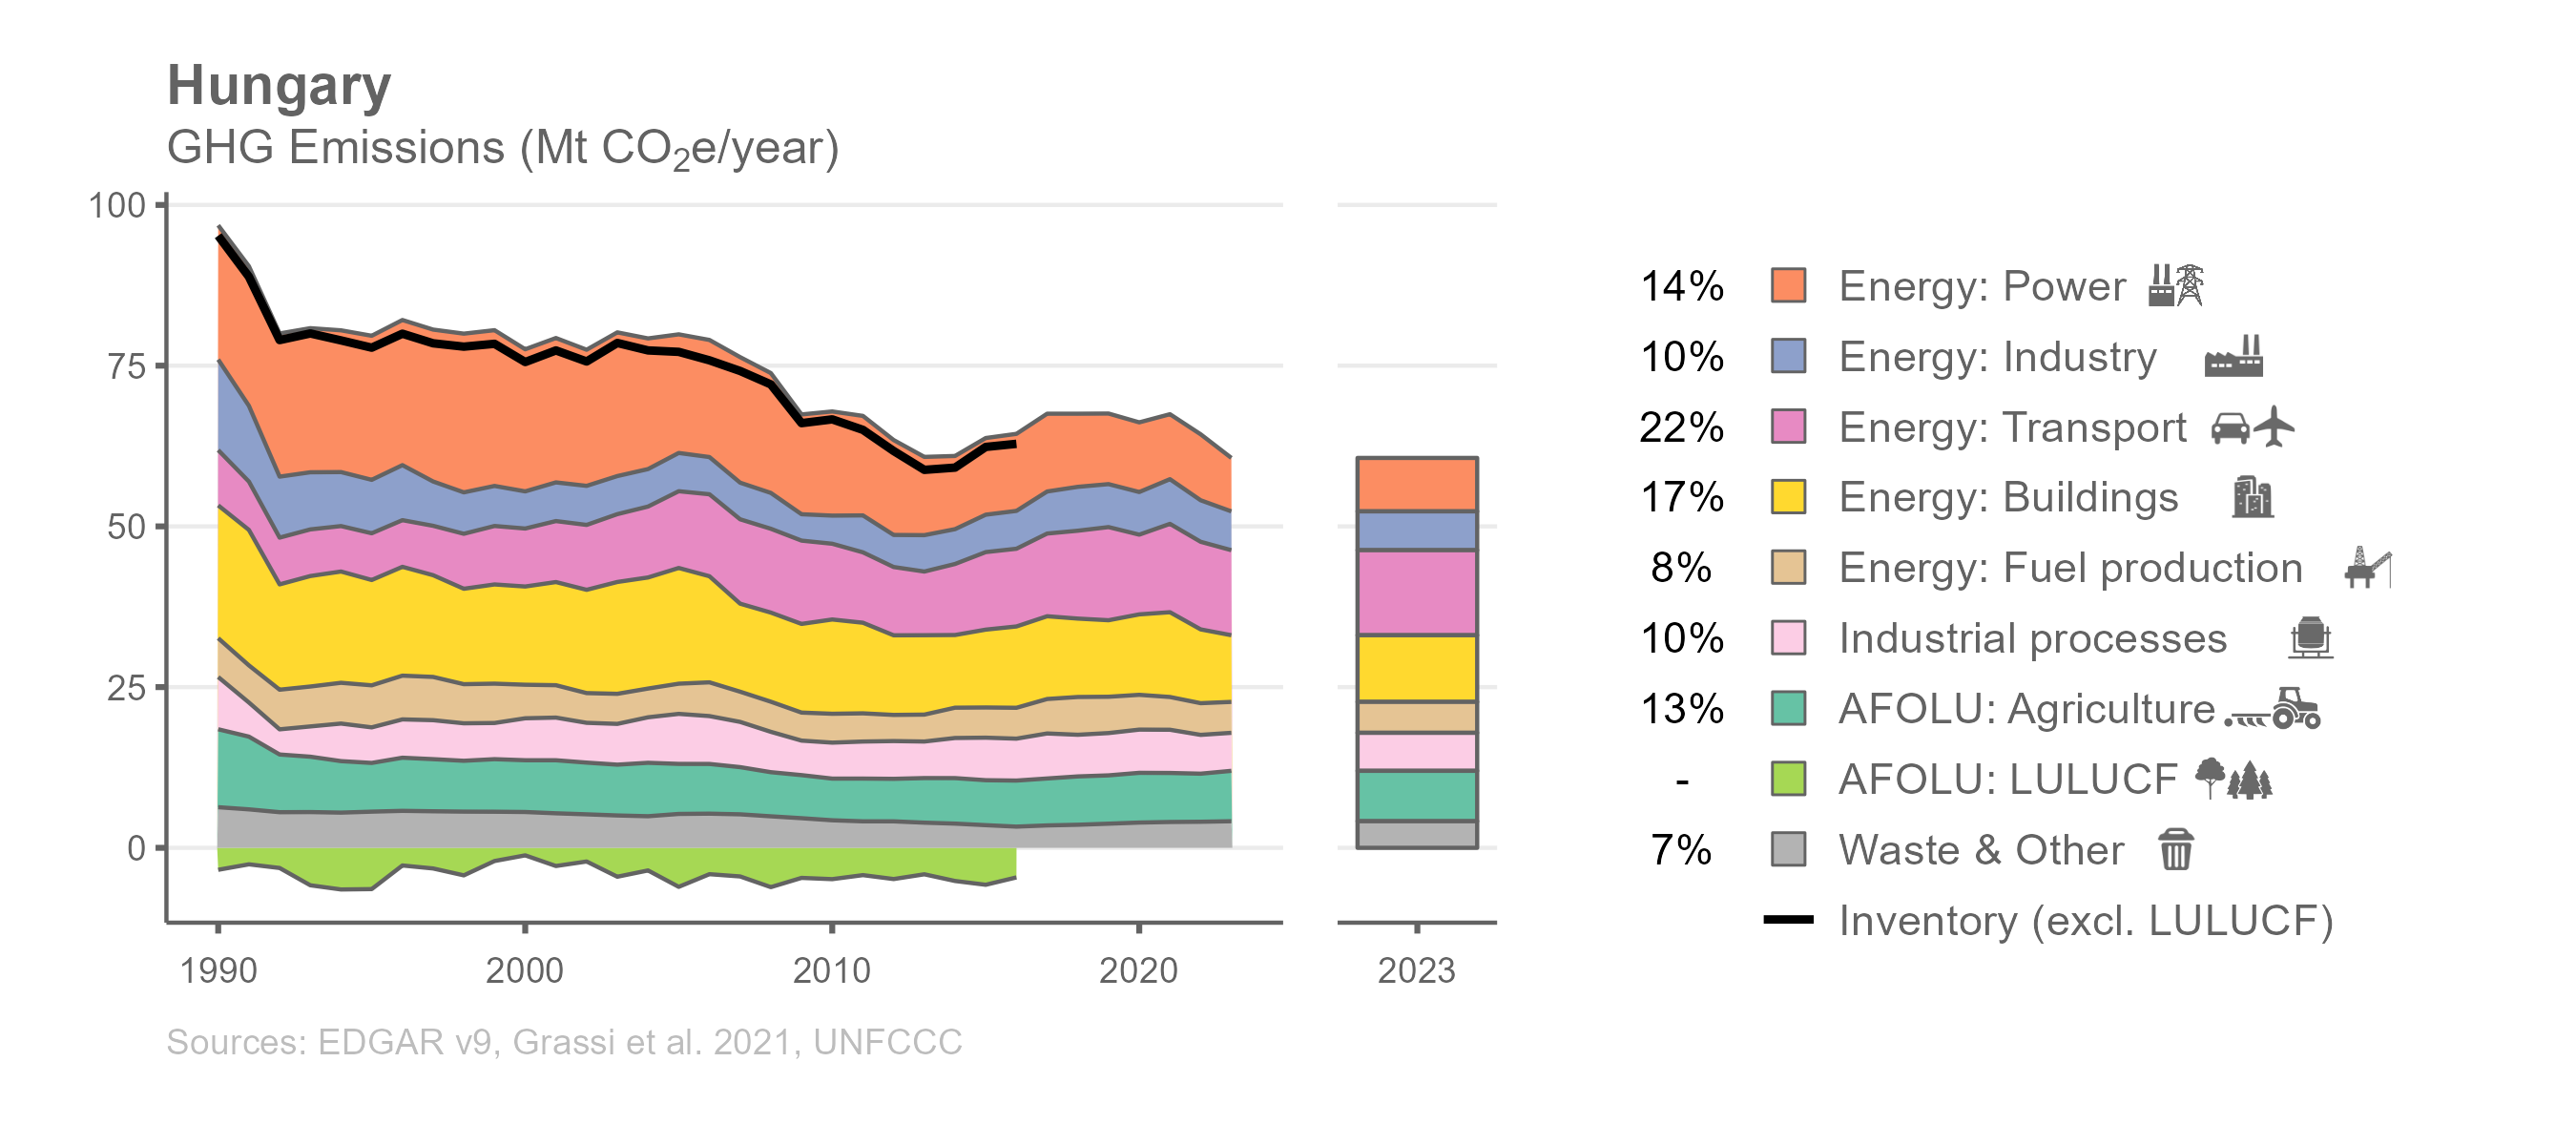 Hungary
GHG Emissions (Mt CO₂e/year)
100
75
50
25
0
1990
2000
2010
2020
2023
14% Energy: Power
10% Energy: Industry
22% Energy: Transport
17% Energy: Buildings
8% Energy: Fuel production
10% Industrial processes
13% AFOLU: Agriculture
- AFOLU: LULUCF
7% Waste & Other
Inventory (excl. LULUCF)
Sources: EDGAR v9, Grassi et al. 2021, UNFCCC